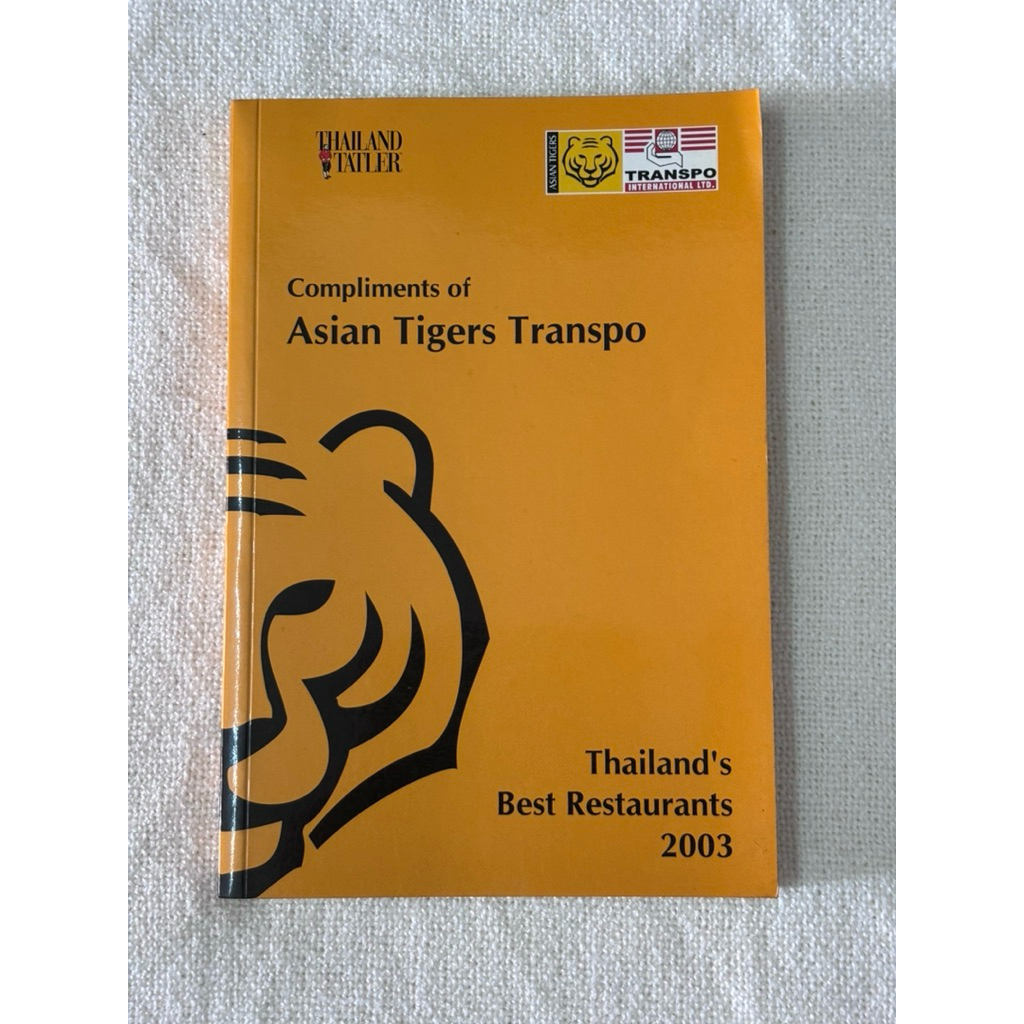 THAILAND
TATLER
ASIAN TIGERS
TRANSPO
INTERNATIONAL LTD.
Compliments of
Asian Tigers Transpo
Thailand's
Best Restaurants
2003